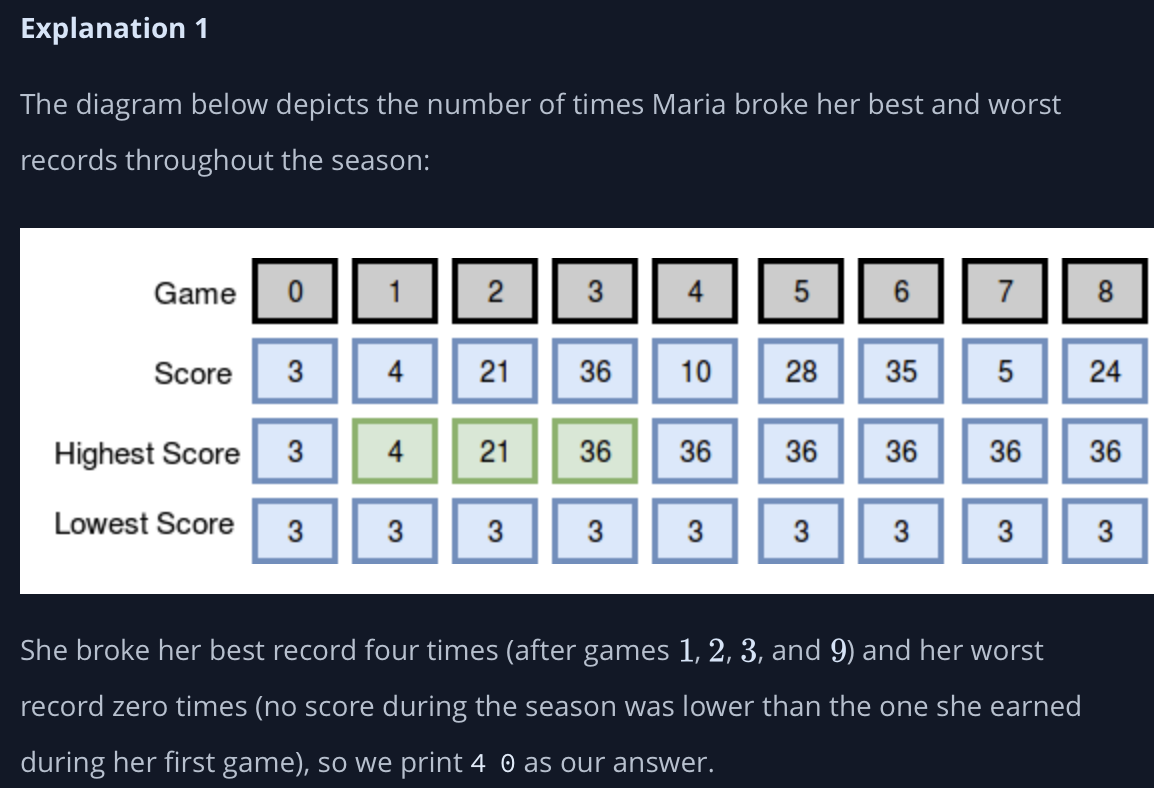 Explanation 1
The diagram below depicts the number of times Maria broke her best and worst
records throughout the season:
Game 0 1 2 3 4 5 6 7 8
Score 3 4 21 36 10 28 35 5 24
Highest Score 3 4 21 36 36 36 36 36 36
Lowest Score 3 3 3 3 3 3 3 3 3
She broke her best record four times (after games 1, 2, 3, and 9) and her worst
record zero times (no score during the season was lower than the one she earned
during her first game), so we print 4 0 as our answer.